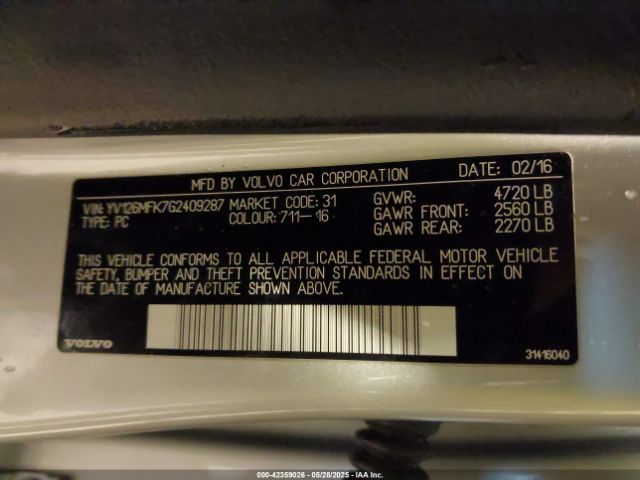 MFD BY VOLVO CAR CORPORATION DATE: 02/16
VIN: YV126MFK7G2409287 MARKET CODE: 31 GVWR: 4720 LB
TYPE: PC COLOUR: 711-16 GAWR FRONT: 2560 LB
GAWR REAR: 2270 LB
THIS VEHICLE CONFORMS TO ALL APPLICABLE FEDERAL MOTOR VEHICLE
SAFETY, BUMPER AND THEFT PREVENTION STANDARDS IN EFFECT ON
THE DATE OF MANUFACTURE SHOWN ABOVE.
VOLVO 31416040
000-42359026 - 05/28/2025 - IAA Inc.